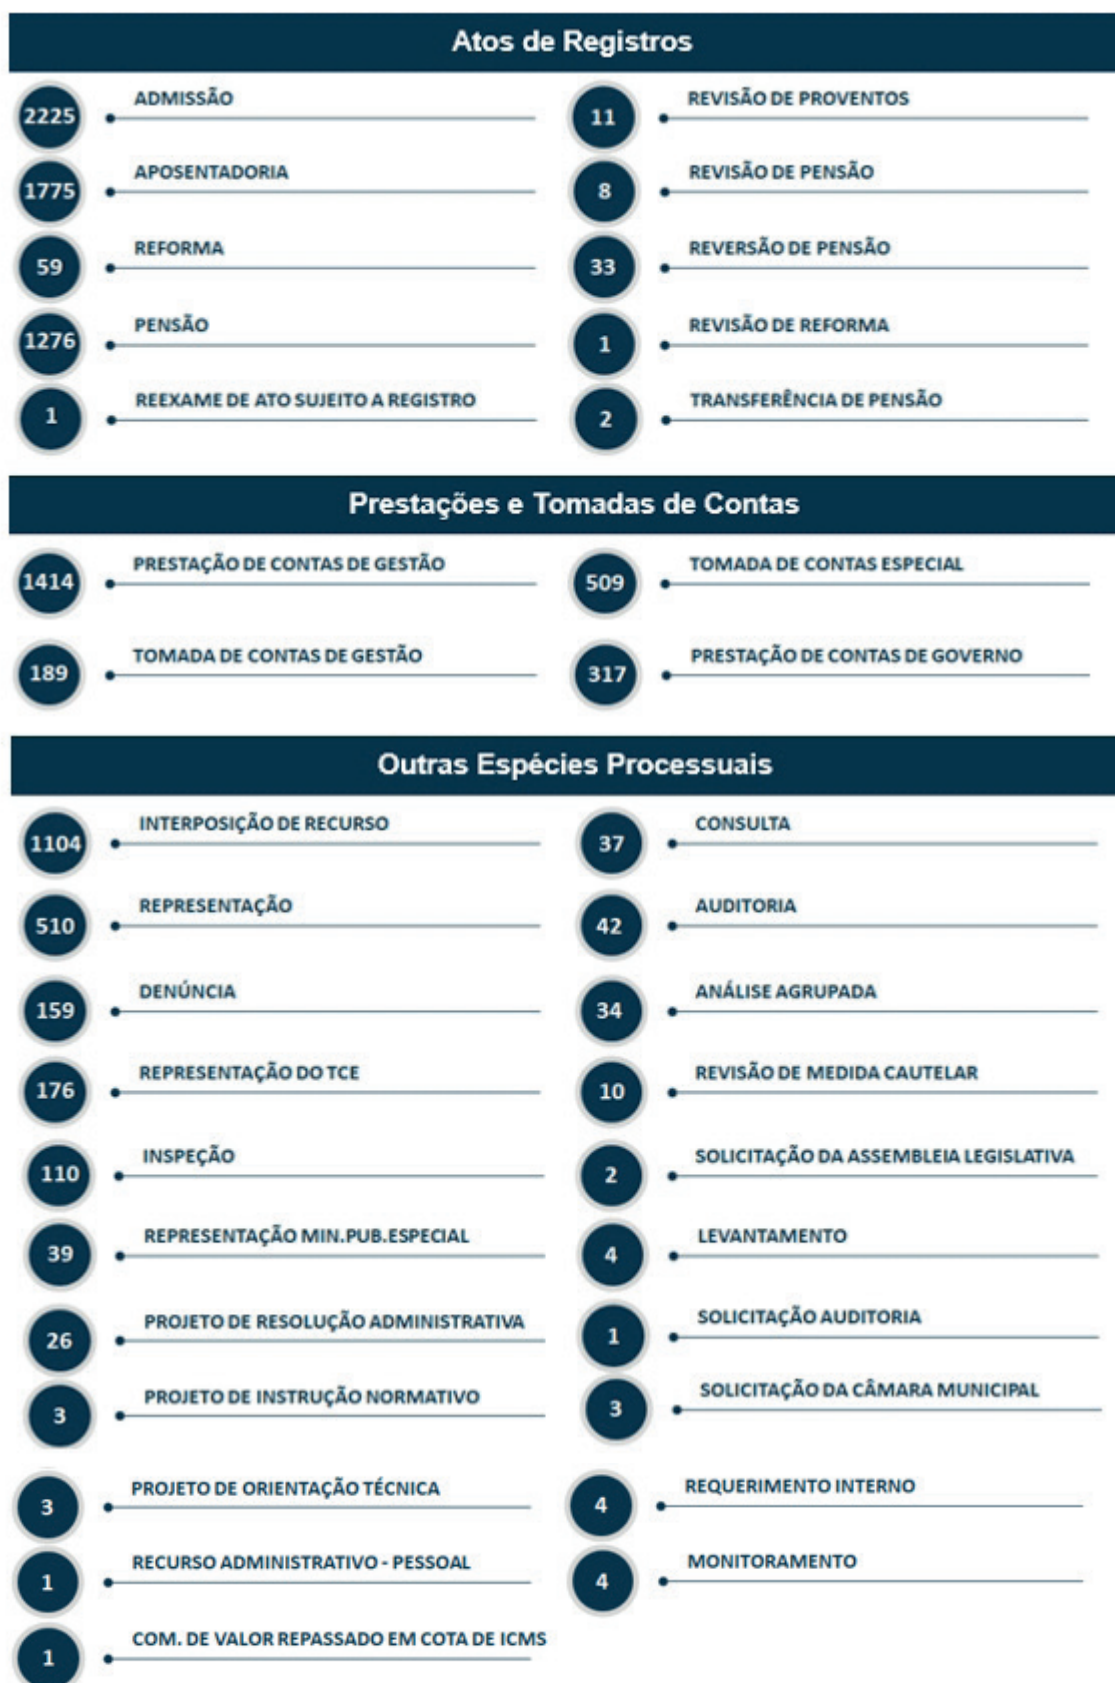 Atos de Registros
2225 ADMISSÃO
11 REVISÃO DE PROVENTOS
1775 APOSENTADORIA
8 REVISÃO DE PENSÃO
59 REFORMA
33 REVERSÃO DE PENSÃO
1276 PENSÃO
1 REVISÃO DE REFORMA
1 REEXAME DE ATO SUJEITO A REGISTRO
2 TRANSFERÊNCIA DE PENSÃO
Prestações e Tomadas de Contas
1414 PRESTAÇÃO DE CONTAS DE GESTÃO
509 TOMADA DE CONTAS ESPECIAL
189 TOMADA DE CONTAS DE GESTÃO
317 PRESTAÇÃO DE CONTAS DE GOVERNO
Outras Espécies Processuais
1104 INTERPOSIÇÃO DE RECURSO
37 CONSULTA
510 REPRESENTAÇÃO
42 AUDITORIA
159 DENÚNCIA
34 ANÁLISE AGRUPADA
176 REPRESENTAÇÃO DO TCE
10 REVISÃO DE MEDIDA CAUTELAR
110 INSPEÇÃO
2 SOLICITAÇÃO DA ASSEMBLEIA LEGISLATIVA
39 REPRESENTAÇÃO MIN.PUB.ESPECIAL
4 LEVANTAMENTO
26 PROJETO DE RESOLUÇÃO ADMINISTRATIVA
1 SOLICITAÇÃO AUDITORIA
3 PROJETO DE INSTRUÇÃO NORMATIVO
3 SOLICITAÇÃO DA CÂMARA MUNICIPAL
3 PROJETO DE ORIENTAÇÃO TÉCNICA
4 REQUERIMENTO INTERNO
1 RECURSO ADMINISTRATIVO - PESSOAL
4 MONITORAMENTO
1 COM. DE VALOR REPASSADO EM COTA DE ICMS